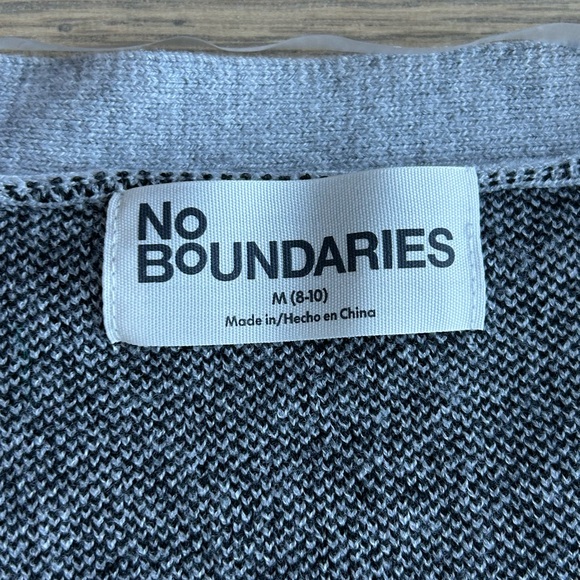 No
BoUNDARIES
M (8-10)
Made in/Hecho en China